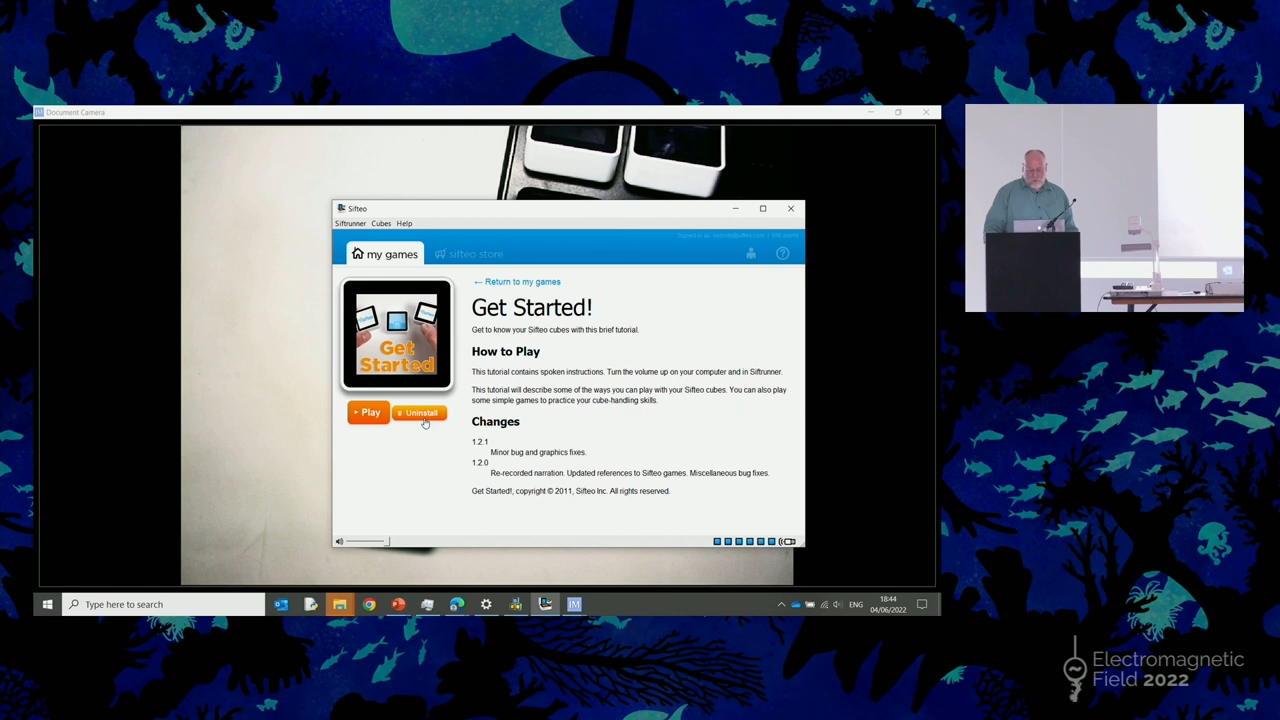 Document Camera
Sifteo
Siftrunner Cubes Help
my games
sifteo store
← Return to my games
Get Started!
Get to know your Sifteo cubes with this brief tutorial.
How to Play
This tutorial contains spoken instructions. Turn the volume up on your computer and in Siftrunner.
This tutorial will describe some of the ways you can play with your Sifteo cubes. You can also play
some simple games to practice your cube-handling skills.
Get
Started
Play
Uninstall
Changes
1.2.1
Minor bug and graphics fixes.
1.2.0
Re-recorded narration. Updated references to Sifteo games. Miscellaneous bug fixes.
Get Started!, copyright © 2011, Sifteo Inc. All rights reserved.
Type here to search
IM
ENG
18:44
04/06/2022
Electromagnetic
Field 2022